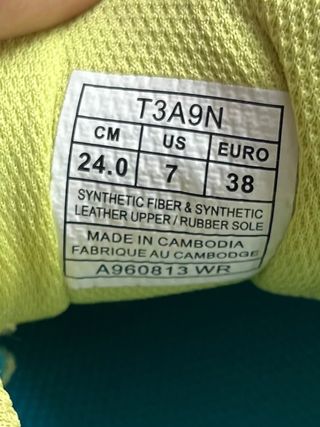 T3A9N
CM US EURO
24.0 7 38
SYNTHETIC FIBER & SYNTHETIC
LEATHER UPPER / RUBBER SOLE
MADE IN CAMBODIA
FABRIQUE AU CAMBODGE
A960813 WR